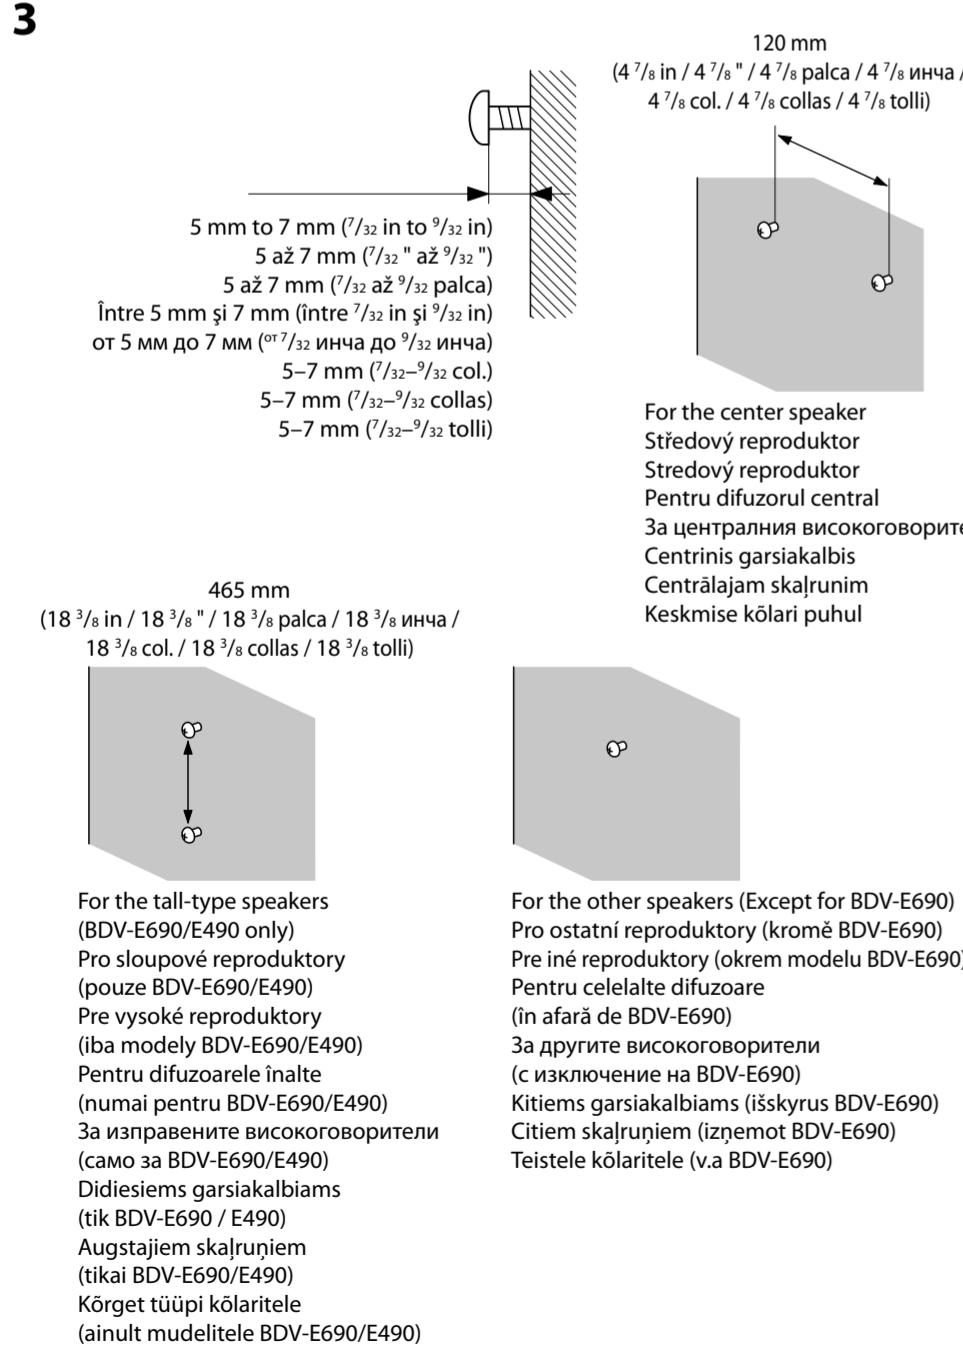 3
120 mm
(4 7/8 in / 4 7/8 " / 4 7/8 palca / 4 7/8 инча /
4 7/8 col. / 4 7/8 collas / 4 7/8 tolli)
5 mm to 7 mm (7/32 in to 9/32 in)
5 až 7 mm (7/32 " až 9/32 ")
5 až 7 mm (7/32 až 9/32 palca)
Între 5 mm şi 7 mm (între 7/32 in şi 9/32 in)
от 5 мм до 7 мм (от 7/32 инча до 9/32 инча)
5–7 mm (7/32–9/32 col.)
5–7 mm (7/32–9/32 collas)
5–7 mm (7/32–9/32 tolli)
For the center speaker
Středový reproduktor
Stredový reproduktor
Pentru difuzorul central
За централния
Centrinis garsiakalbis
Centrālajam skaļrunim
Keskmise kõlari puhul
465 mm
(18 3/8 in / 18 3/8 " / 18 3/8 palca / 18 3/8 инча /
18 3/8 col. / 18 3/8 collas / 18 3/8 tolli)
For the tall-type speakers
(BDV-E690/E490 only)
Pro sloupové reproduktory
(pouze BDV-E690/E490)
Pre vysoké reproduktory
(iba modely BDV-E690/E490)
Pentru difuzoarele înalte
(numai pentru BDV-E690/E490)
За изправените високоговорители
(само за BDV-E690/E490)
Didiesiems garsiakalbiams
(tik BDV-E690 / E490)
Augstajiem skaļruņiem
(tikai BDV-E690/E490)
Kõrget tüüpi kõlaritele
(ainult mudelitele BDV-E690/E490)
For the other speakers (Except for BDV-E690)
Pro ostatní reproduktory (kromě BDV-E690)
Pre iné reproduktory (okrem modelu BDV-E690)
Pentru celelalte difuzoare
(în afară de BDV-E690)
За другите високоговорители
(с изключение на BDV-E690)
Kitiems garsiakalbiams (išskyrus BDV-E690)
Citiem skaļruņiem (izņemot BDV-E690)
Teistele kõlaritele (v.a BDV-E690)